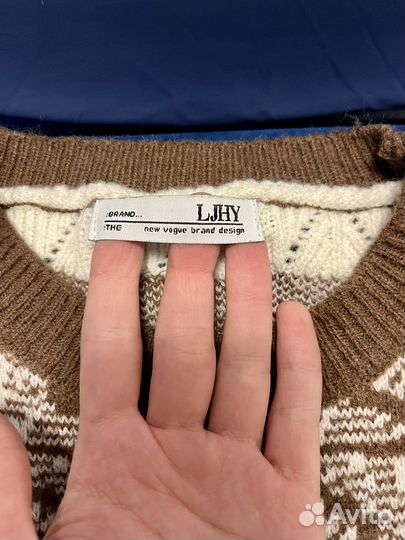 :BRAND... LJHY
:THE new vogue brand design
Avito